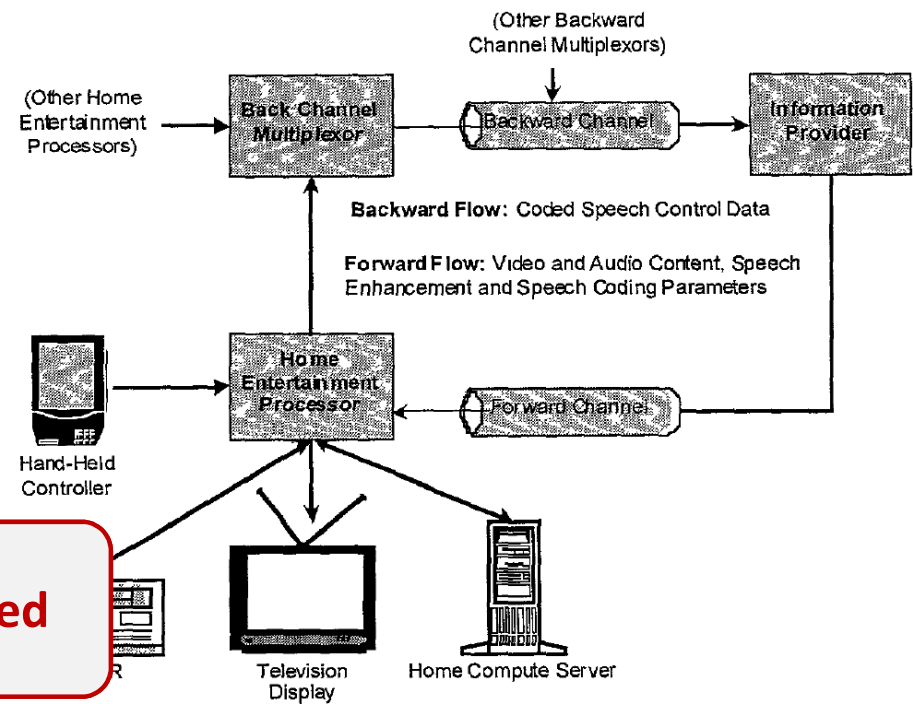 (Other Backward
Channel Multiplexors)
(Other Home
Entertainment
Processors)
Back Channel
Multiplexor
Backward Channel
Information
Provider
Backward Flow: Coded Speech Control Data
Forward Flow: Video and Audio Content, Speech
Enhancement and Speech Coding Parameters
Home
Entertainment
Processor
Forward Channel
Hand-Held
Controller
ed
R
Television
Display
Home Compute Server